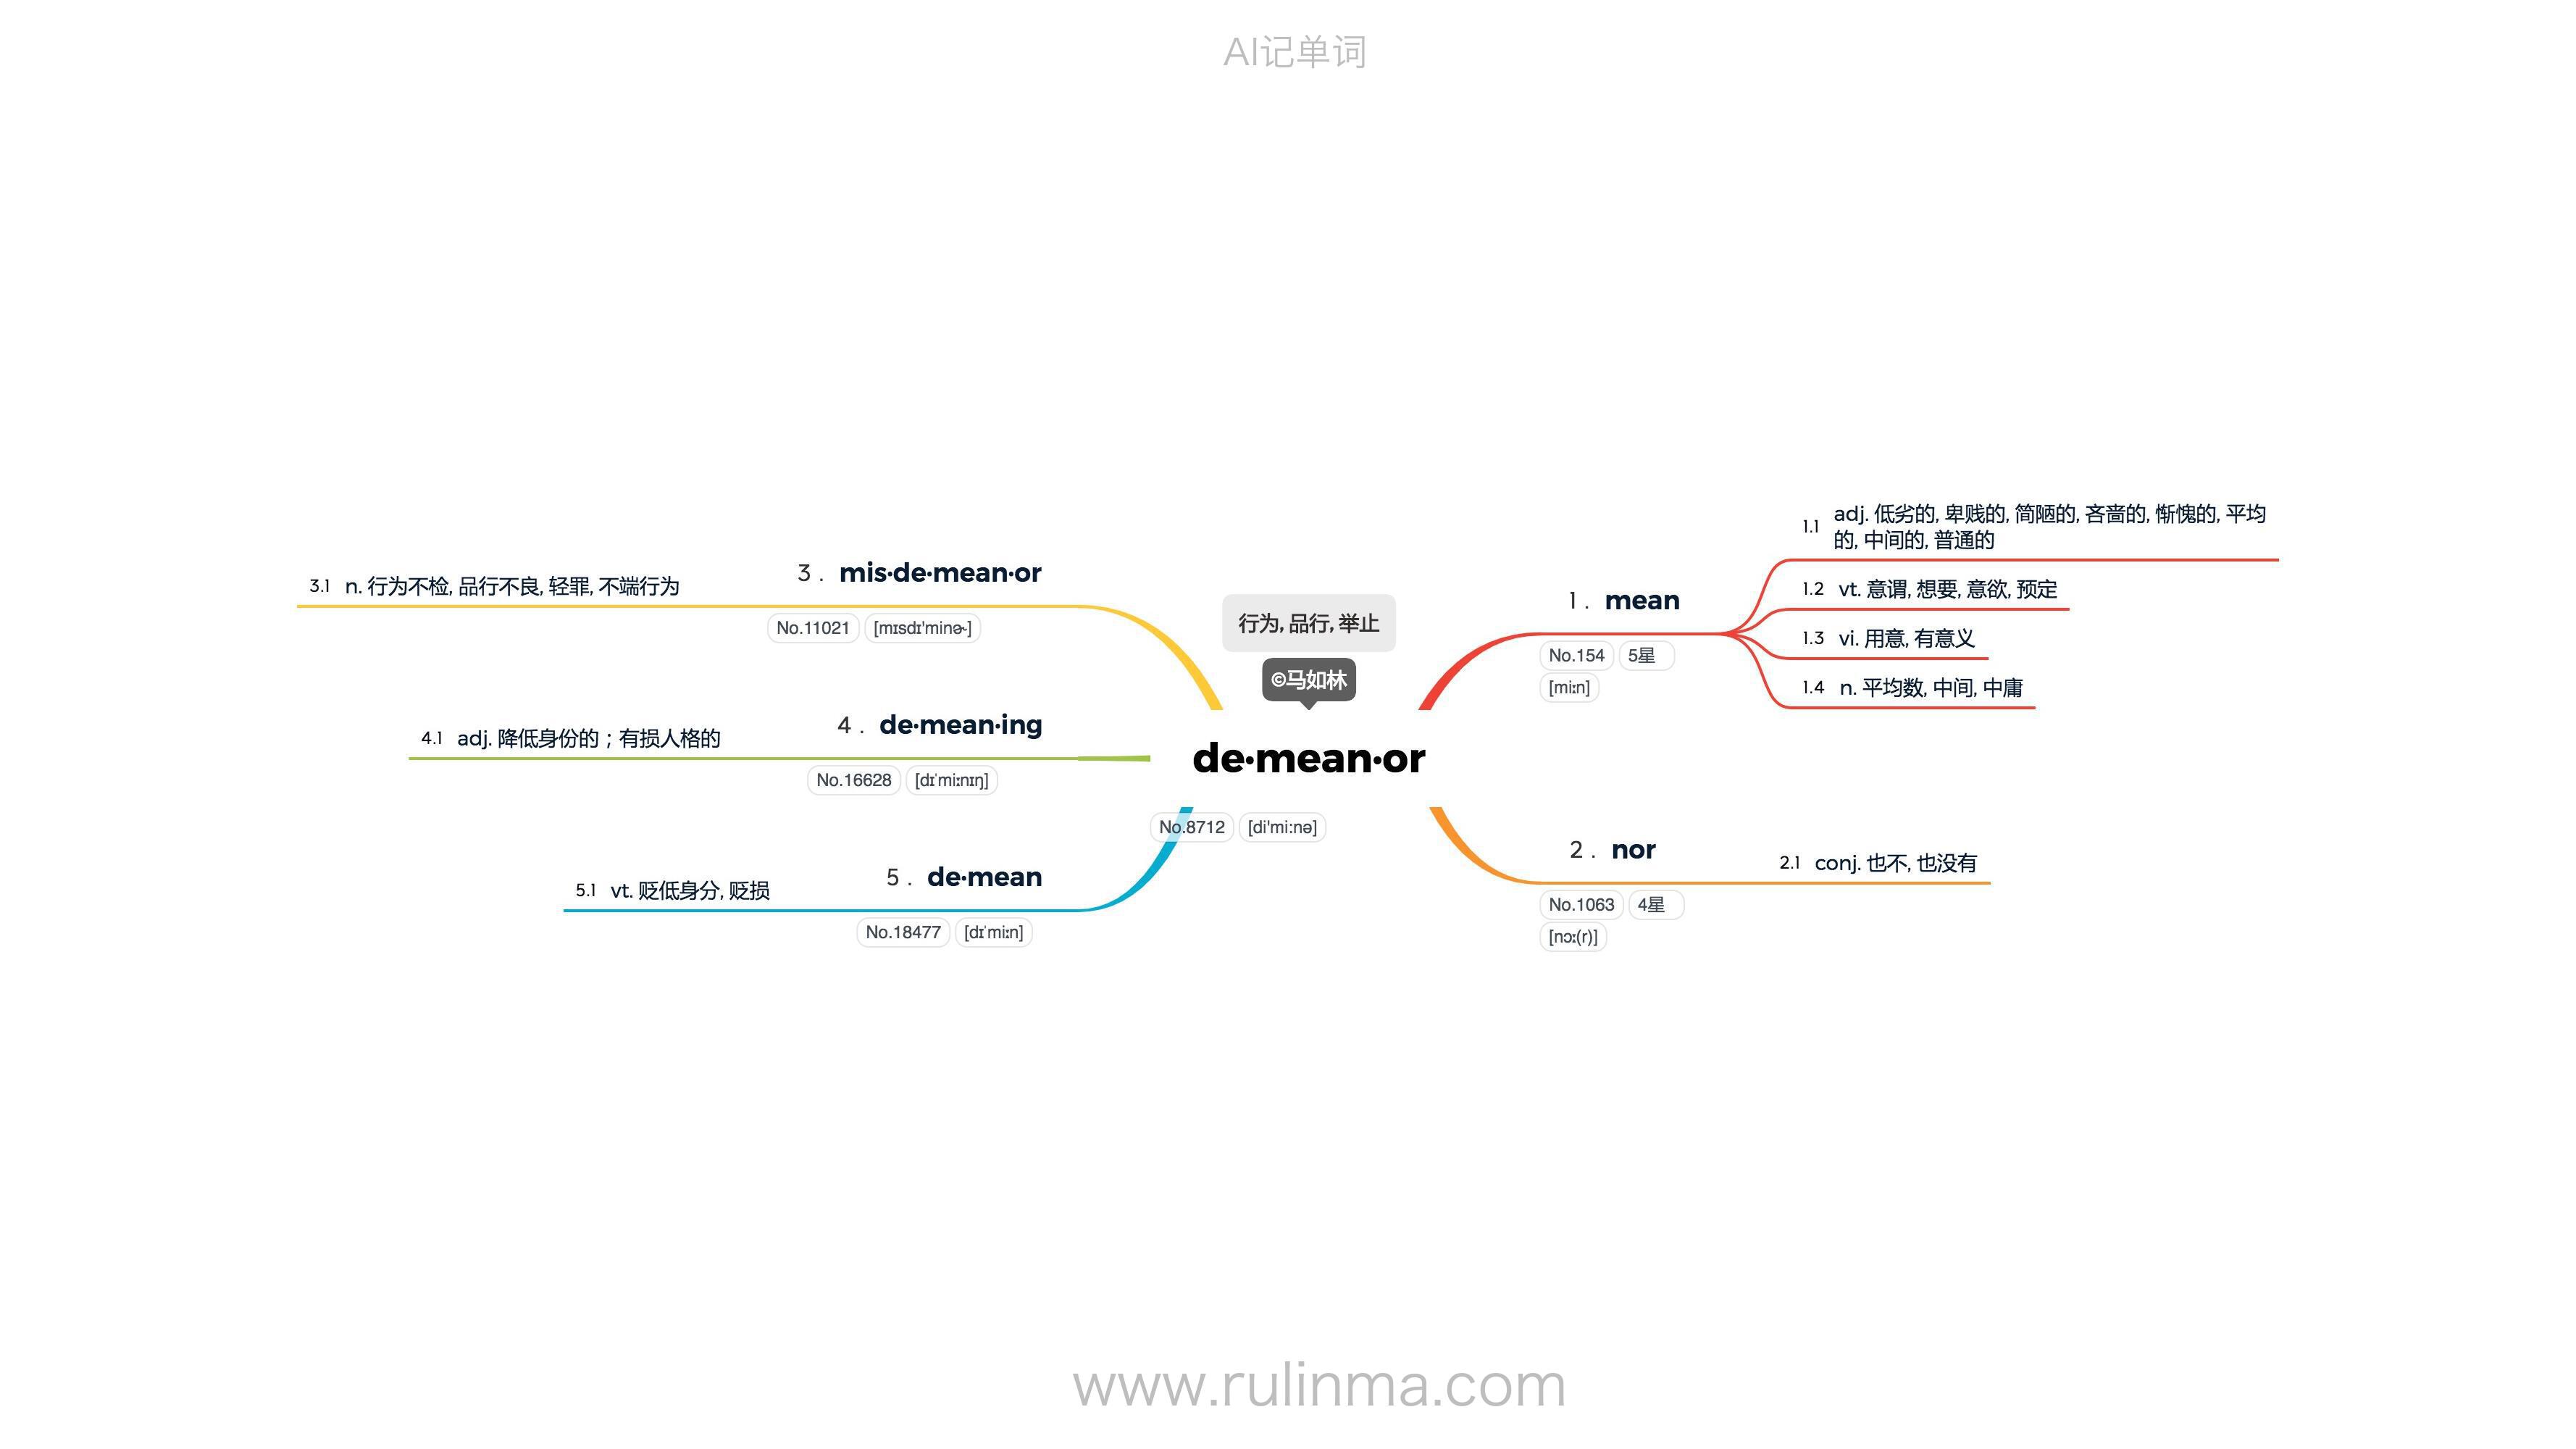 AI记单词
行为, 品行, 举止
©马如林
de·mean·or
No.8712 [di'mi:nə]
1. mean
No.154 5星
[miːn]
1.1 adj. 低劣的, 卑贱的, 简陋的, 吝啬的, 惭愧的, 平均
的, 中间的, 普通的
1.2 vt. 意谓, 想要, 意欲, 预定
1.3 vi. 用意, 有意义
1.4 n. 平均数, 中间, 中庸
2. nor
No.1063 4星
[nɔː(r)]
2.1 conj. 也不, 也没有
3. mis·de·mean·or
No.11021 [mɪsdɪ'minɚ]
3.1 n. 行为不检, 品行不良, 轻罪, 不端行为
4. de·mean·ing
No.16628 [dɪˈmiːnɪŋ]
4.1 adj. 降低身份的；有损人格的
5. de·mean
No.18477 [dɪˈmiːn]
5.1 vt. 贬低身分, 贬损
www.rulinma.com